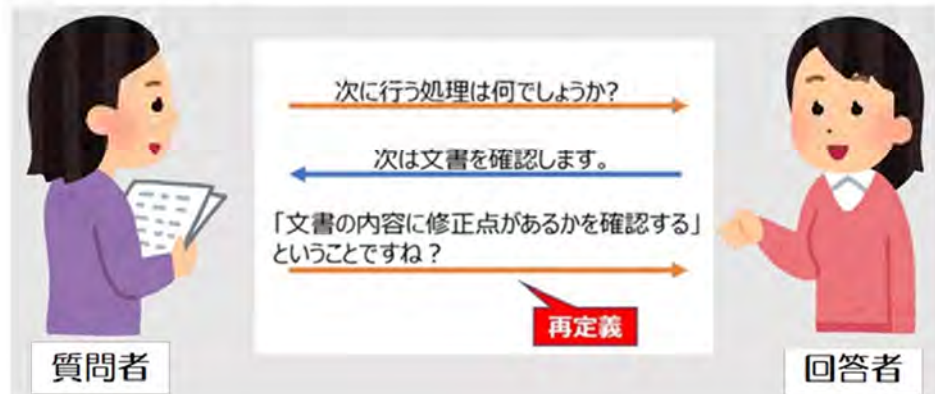 次に行う処理は何でしょうか?
次は文書を確認します。
「文書の内容に修正点があるかを確認する」
ということですね？
再定義
質問者
回答者